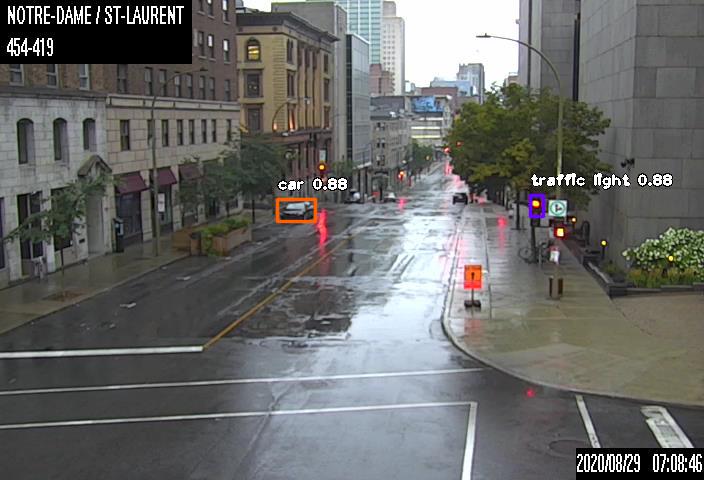 NOTRE-DAME / ST-LAURENT
454-419
car 0.88
traffic light 0.88
2020/08/29 07:08:46